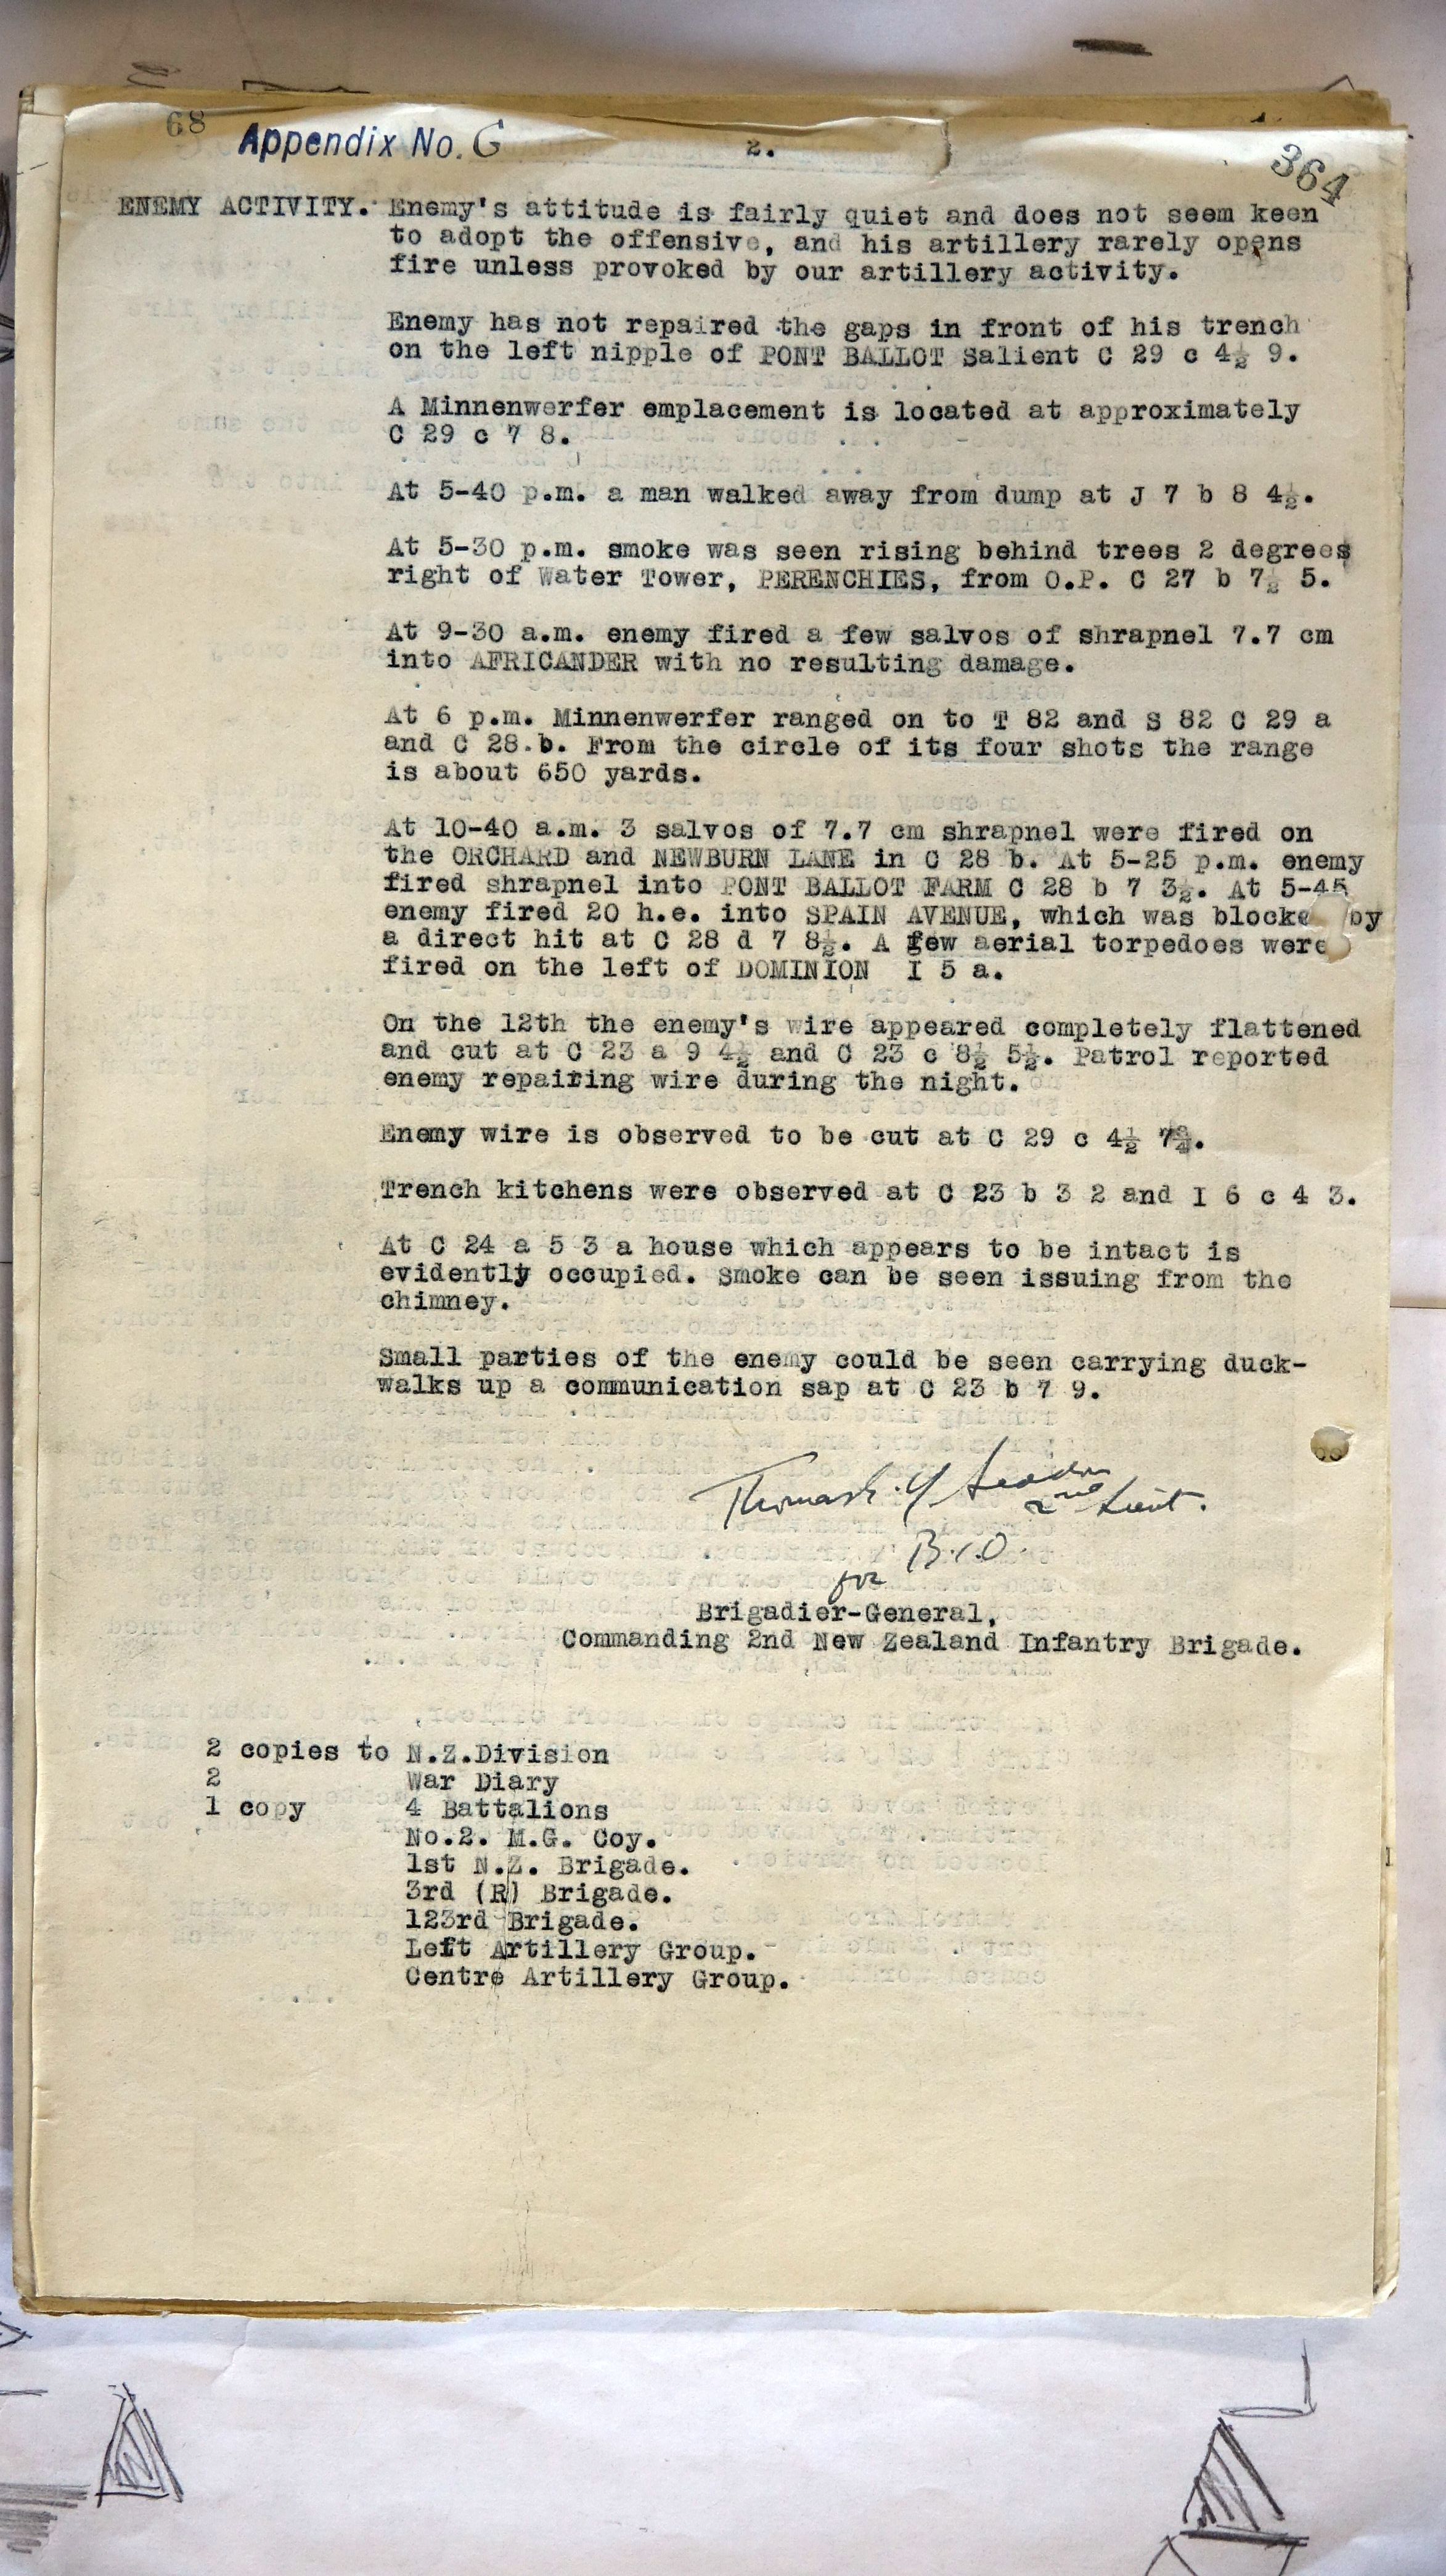 68
Appendix No. G
2.
364
ENEMY ACTIVITY. Enemy's attitude is fairly quiet and does not seem keen
to adopt the offensive, and his artillery rarely opens
fire unless provoked by our artillery activity.
Enemy has not repaired the gaps in front of his trench
on the left nipple of PONT BALLOT Salient C 29 c 4½ 9.
A Minnenwerfer emplacement is located at approximately
C 29 c 7 8.
At 5-40 p.m. a man walked away from dump at J 7 b 8 4½.
At 5-30 p.m. smoke was seen rising behind trees 2 degrees
right of Water Tower, PERENCHIES, from O.P. C 27 b 7½ 5.
At 9-30 a.m. enemy fired a few salvos of shrapnel 7.7 cm
into AFRICANDER with no resulting damage.
At 6 p.m. Minnenwerfer ranged on to T 82 and S 82 C 29 a
and C 28.b. From the circle of its four shots the range
is about 650 yards.
At 10-40 a.m. 3 salvos of 7.7 cm shrapnel were fired on
the ORCHARD and NEWBURN LANE in C 28 b. At 5-25 p.m. enemy
fired shrapnel into PONT BALLOT FARM C 28 b 7 3½. At 5-45
enemy fired 20 h.e. into SPAIN AVENUE, which was blocke by
a direct hit at C 28 d 7 8½. A few aerial torpedoes were
fired on the left of DOMINION I 5 a.
On the 12th the enemy's wire appeared completely flattened
and cut at C 23 a 9 4½ and C 23 c 8½ 5½. Patrol reported
enemy repairing wire during the night.
Enemy wire is observed to be cut at C 29 c 4½ 7¾.
Trench kitchens were observed at C 23 b 3 2 and I 6 c 4 3.
At C 24 a 5 3 a house which appears to be intact is
evidently occupied. Smoke can be seen issuing from the
chimney.
Small parties of the enemy could be seen carrying duck-
walks up a communication sap at C 23 b 7 9.
2nd Lieut.
B.I.O.
for
Brigadier-General,
Commanding 2nd New Zealand Infantry Brigade.
2 copies to N.Z.Division
2 War Diary
1 copy 4 Battalions
No.2. M.G. Coy.
1st N.Z. Brigade.
3rd (R) Brigade.
123rd Brigade.
Left Artillery Group.
Centre Artillery Group.